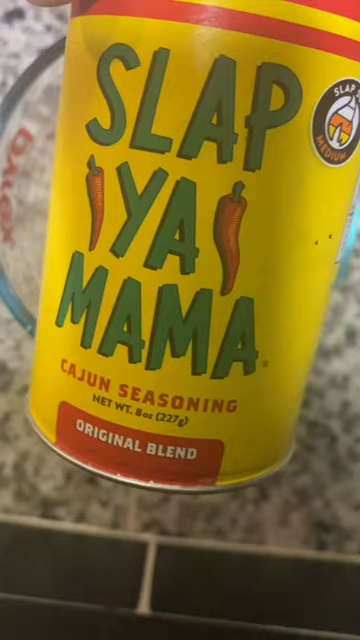 SLAP
YA
MAMA
CAJUN SEASONING
NET WT. 8oz (227g)
ORIGINAL BLEND
SLAP
MEDIUM